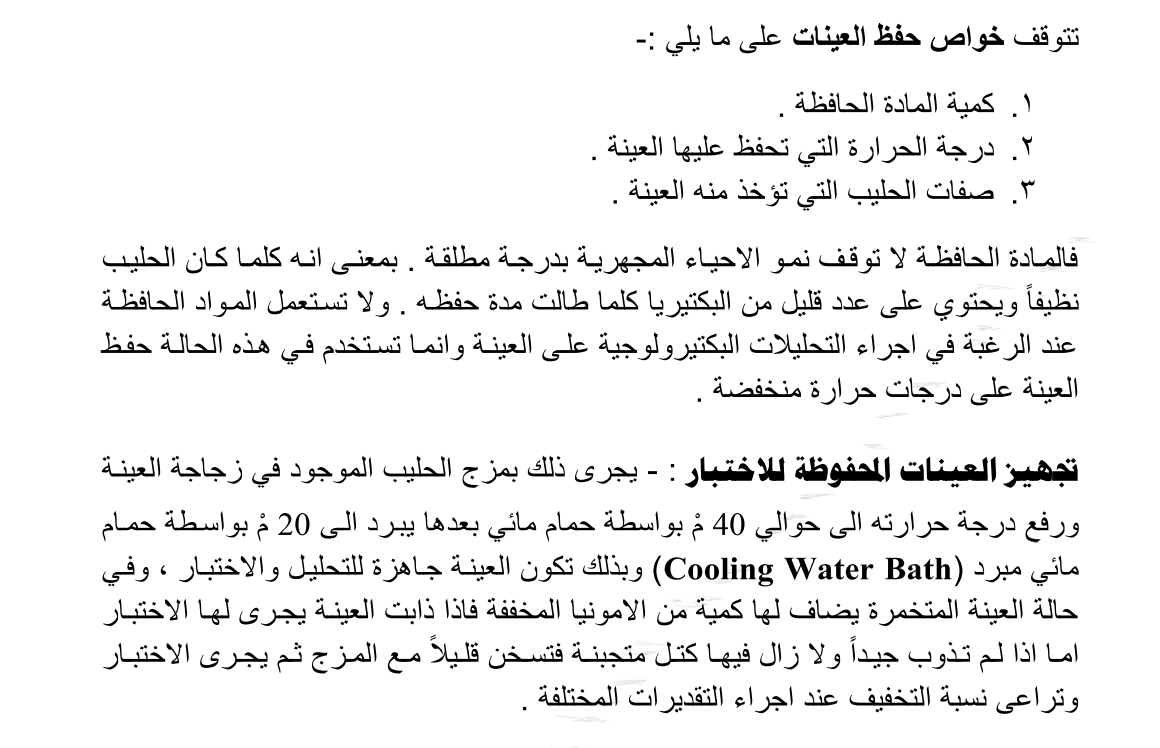 تتوقف خواص حفظ العينات على ما يلي :-
١. كمية المادة الحافظة .
٢. درجة الحرارة التي تحفظ عليها العينة .
٣. صفات الحليب التي تؤخذ منه العينة .
فالمادة الحافظة لا توقف نمو الاحياء المجهرية بدرجة مطلقة . بمعنى انه كلما كان الحليب
نظيفاً ويحتوي على عدد قليل من البكتيريا كلما طالت مدة حفظه . ولا تستعمل المواد الحافظة
عند الرغبة في اجراء التحليلات البكتيرولوجية على العينة وانما تستخدم في هذه الحالة حفظ
العينة على درجات حرارة منخفضة .
تجهيز العينات المحفوظة للاختبار : - يجرى ذلك بمزج الحليب الموجود في زجاجة العينة
ورفع درجة حرارته الى حوالي 40 مْ بواسطة حمام مائي بعدها يبرد الى 20 مْ بواسطة حمام
مائي مبرد (Cooling Water Bath) وبذلك تكون العينة جاهزة للتحليل والاختبار ، وفي
حالة العينة المتخمرة يضاف لها كمية من الامونيا المخففة فاذا ذابت العينة يجرى لها الاختبار
اما اذا لم تذوب جيداً ولا زال فيها كتل متجبنة فتسخن قليلاً مع المزج ثم يجرى الاختبار
وتراعى نسبة التخفيف عند اجراء التقديرات المختلفة .